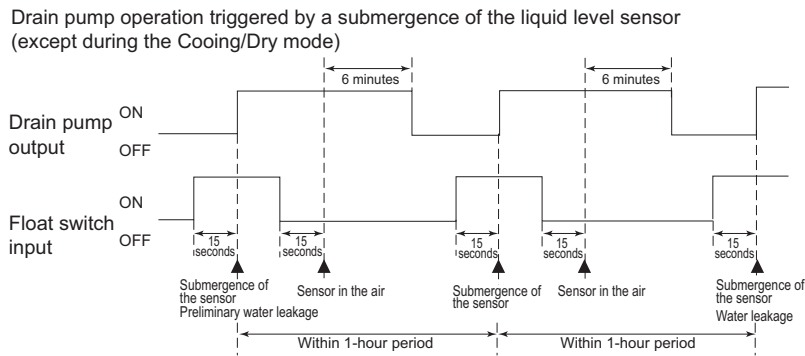 Drain pump operation triggered by a submergence of the liquid level sensor
(except during the Cooing/Dry mode)
6 minutes
6 minutes
Drain pump output
ON
OFF
Float switch input
ON
OFF
15 seconds
15 seconds
15 seconds
15 seconds
15 seconds
Submergence of
the sensor
Preliminary water leakage
Sensor in the air
Submergence of
the sensor
Sensor in the air
Submergence of
the sensor
Water leakage
Within 1-hour period
Within 1-hour period